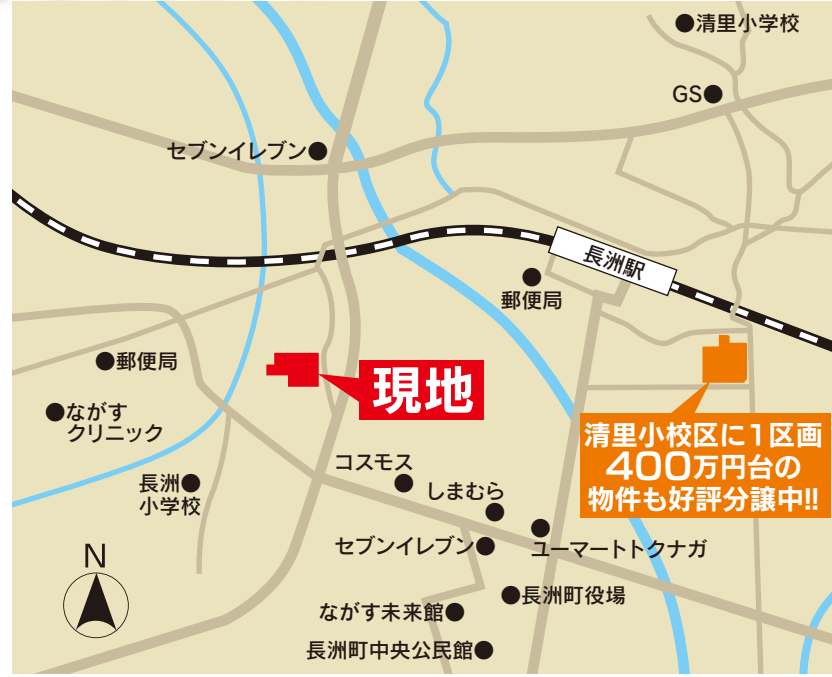 清里小学校
GS
セブンイレブン
長洲駅
郵便局
郵便局
現地
ながす
クリニック
清里小校区に1区画
400万円台の
物件も好評分譲中!!
コスモス
長洲
小学校
しまむら
セブンイレブン
ユーマートトクナガ
N
長洲町役場
ながす未来館
長洲町中央公民館